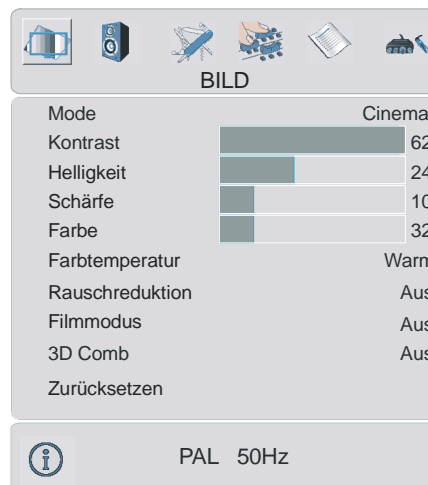 BILD
Mode Cinema
Kontrast 62
Helligkeit 24
Schärfe 10
Farbe 32
Farbtemperatur Warm
Rauschreduktion Aus
Filmmodus Aus
3D Comb Aus
Zurücksetzen
PAL 50Hz